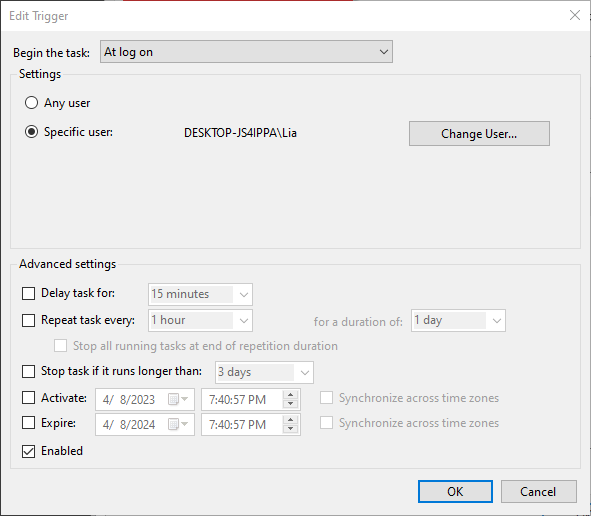 Edit Trigger
Begin the task: At log on
Settings
Any user
Specific user: DESKTOP-JS4IPPA\Lia Change User...
Advanced settings
Delay task for: 15 minutes
Repeat task every: 1 hour for a duration of: 1 day
Stop all running tasks at end of repetition duration
Stop task if it runs longer than: 3 days
Activate: 4/ 8/2023 7:40:57 PM Synchronize across time zones
Expire: 4/ 8/2024 7:40:57 PM Synchronize across time zones
Enabled
OK Cancel